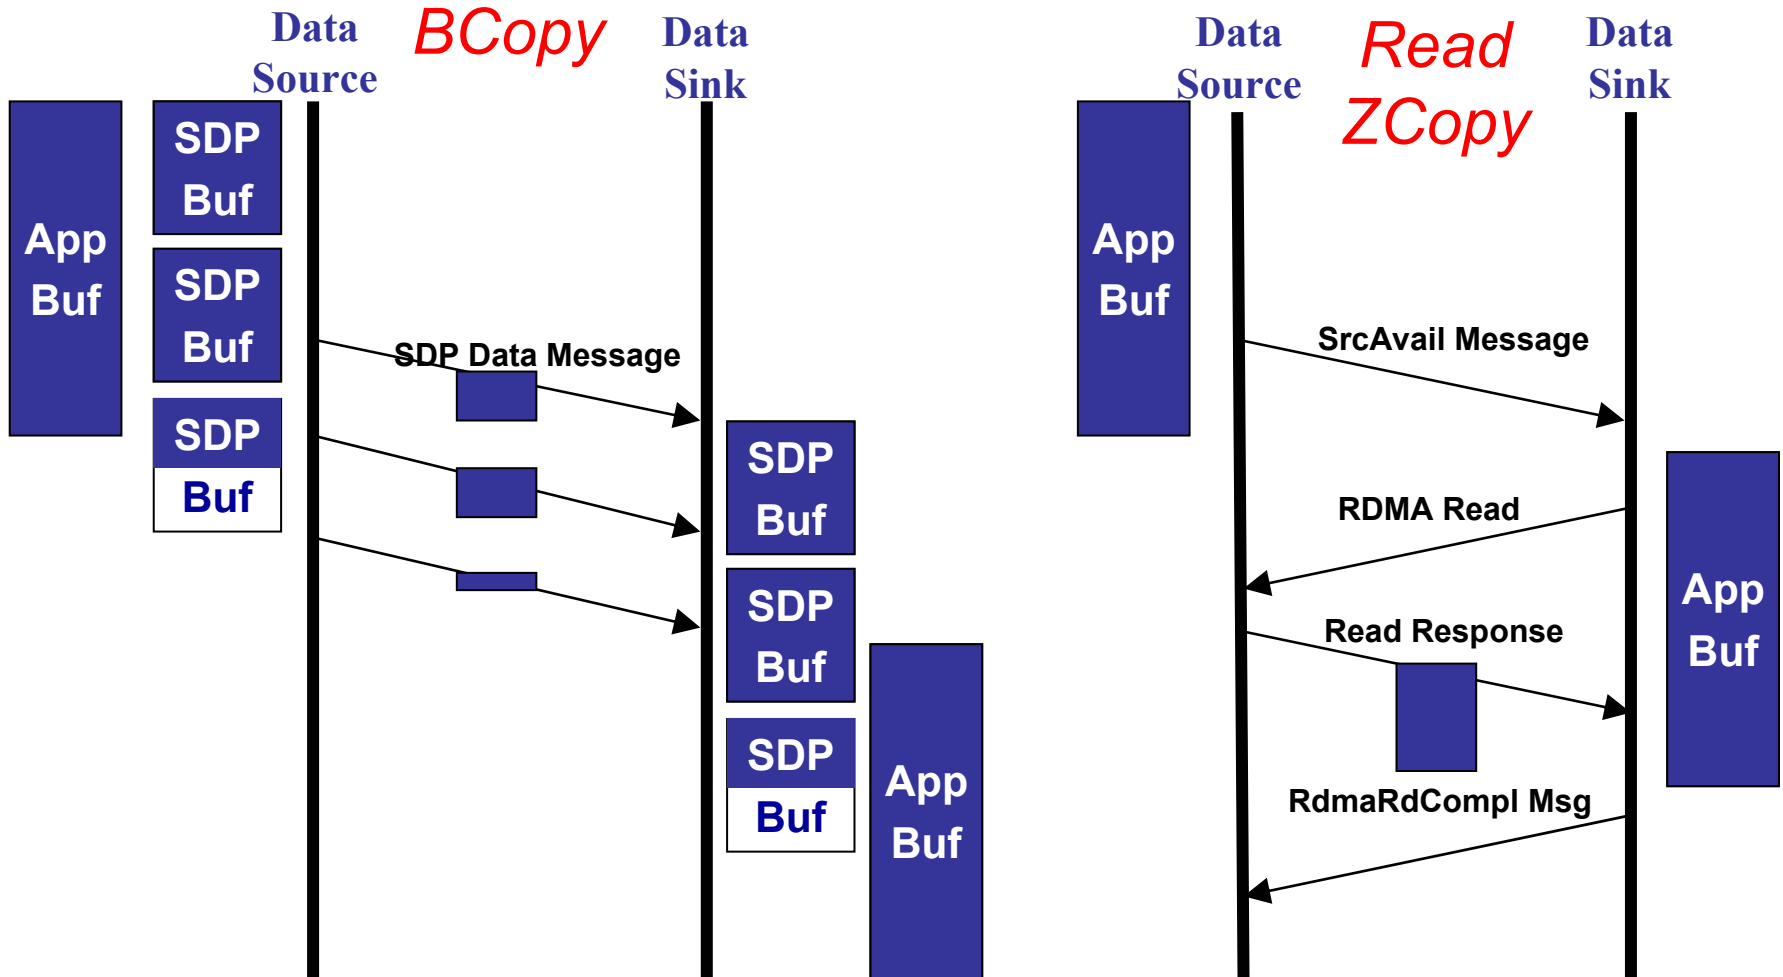 Data
Source
BCopy
Data
Sink
App
Buf
SDP
Buf
SDP
Buf
SDP
Buf
SDP Data Message
SDP
Buf
SDP
Buf
SDP
Buf
App
Buf
Data
Source
Read
ZCopy
Data
Sink
App
Buf
SrcAvail Message
RDMA Read
Read Response
RdmaRdCompl Msg
App
Buf